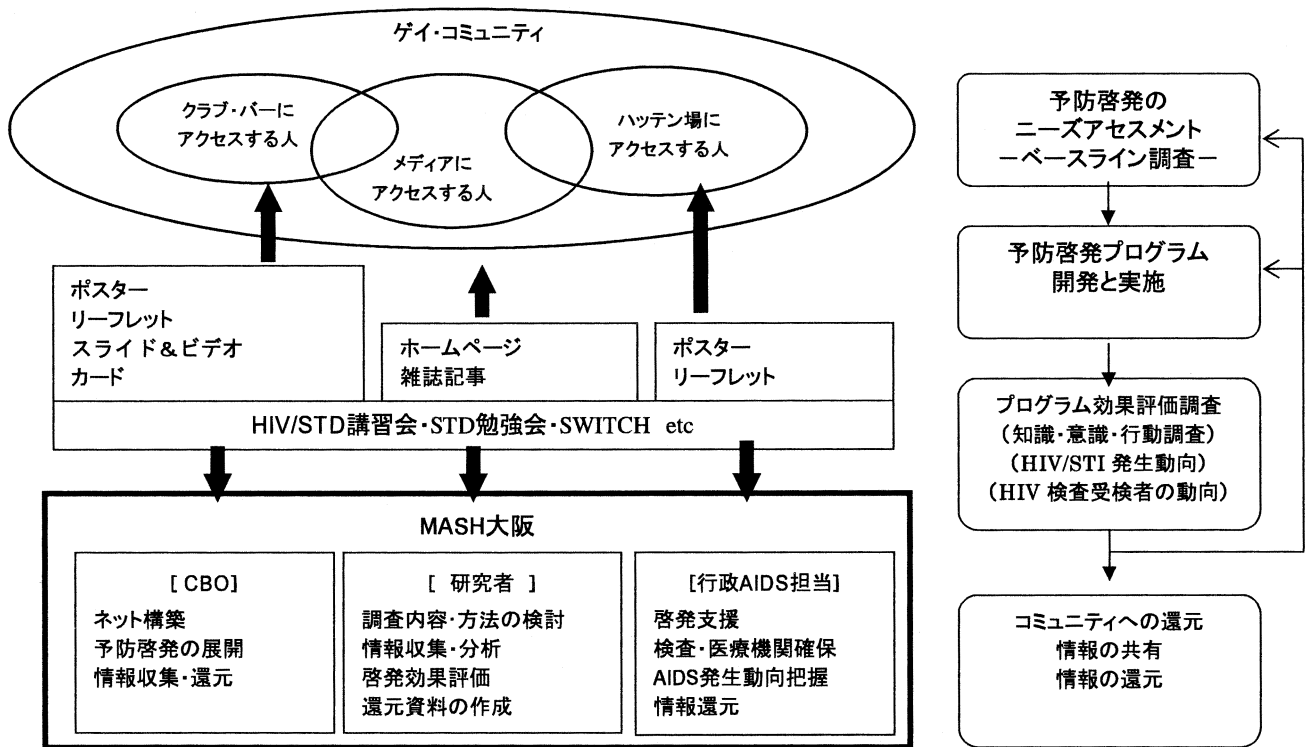 ゲイ・コミュニティ
クラブ・バーに
アクセスする人
メディアに
アクセスする人
ハッテン場に
アクセスする人
ポスター
リーフレット
スライド&ビデオ
カード
ホームページ
雑誌記事
ポスター
リーフレット
HIV/STD講習会・STD勉強会・SWITCH etc
MASH大阪
[ CBO]
ネット構築
予防啓発の展開
情報収集・還元
[ 研究者 ]
調査内容・方法の検討
情報収集・分析
啓発効果評価
還元資料の作成
[行政AIDS担当]
啓発支援
検査・医療機関確保
AIDS発生動向把握
情報還元
予防啓発の
ニーズアセスメント
－ベースライン調査－
予防啓発プログラム
開発と実施
プログラム効果評価調査
（知識・意識・行動調査）
（HIV/STI 発生動向）
（HIV 検査受検者の動向）
コミュニティへの還元
情報の共有
情報の還元